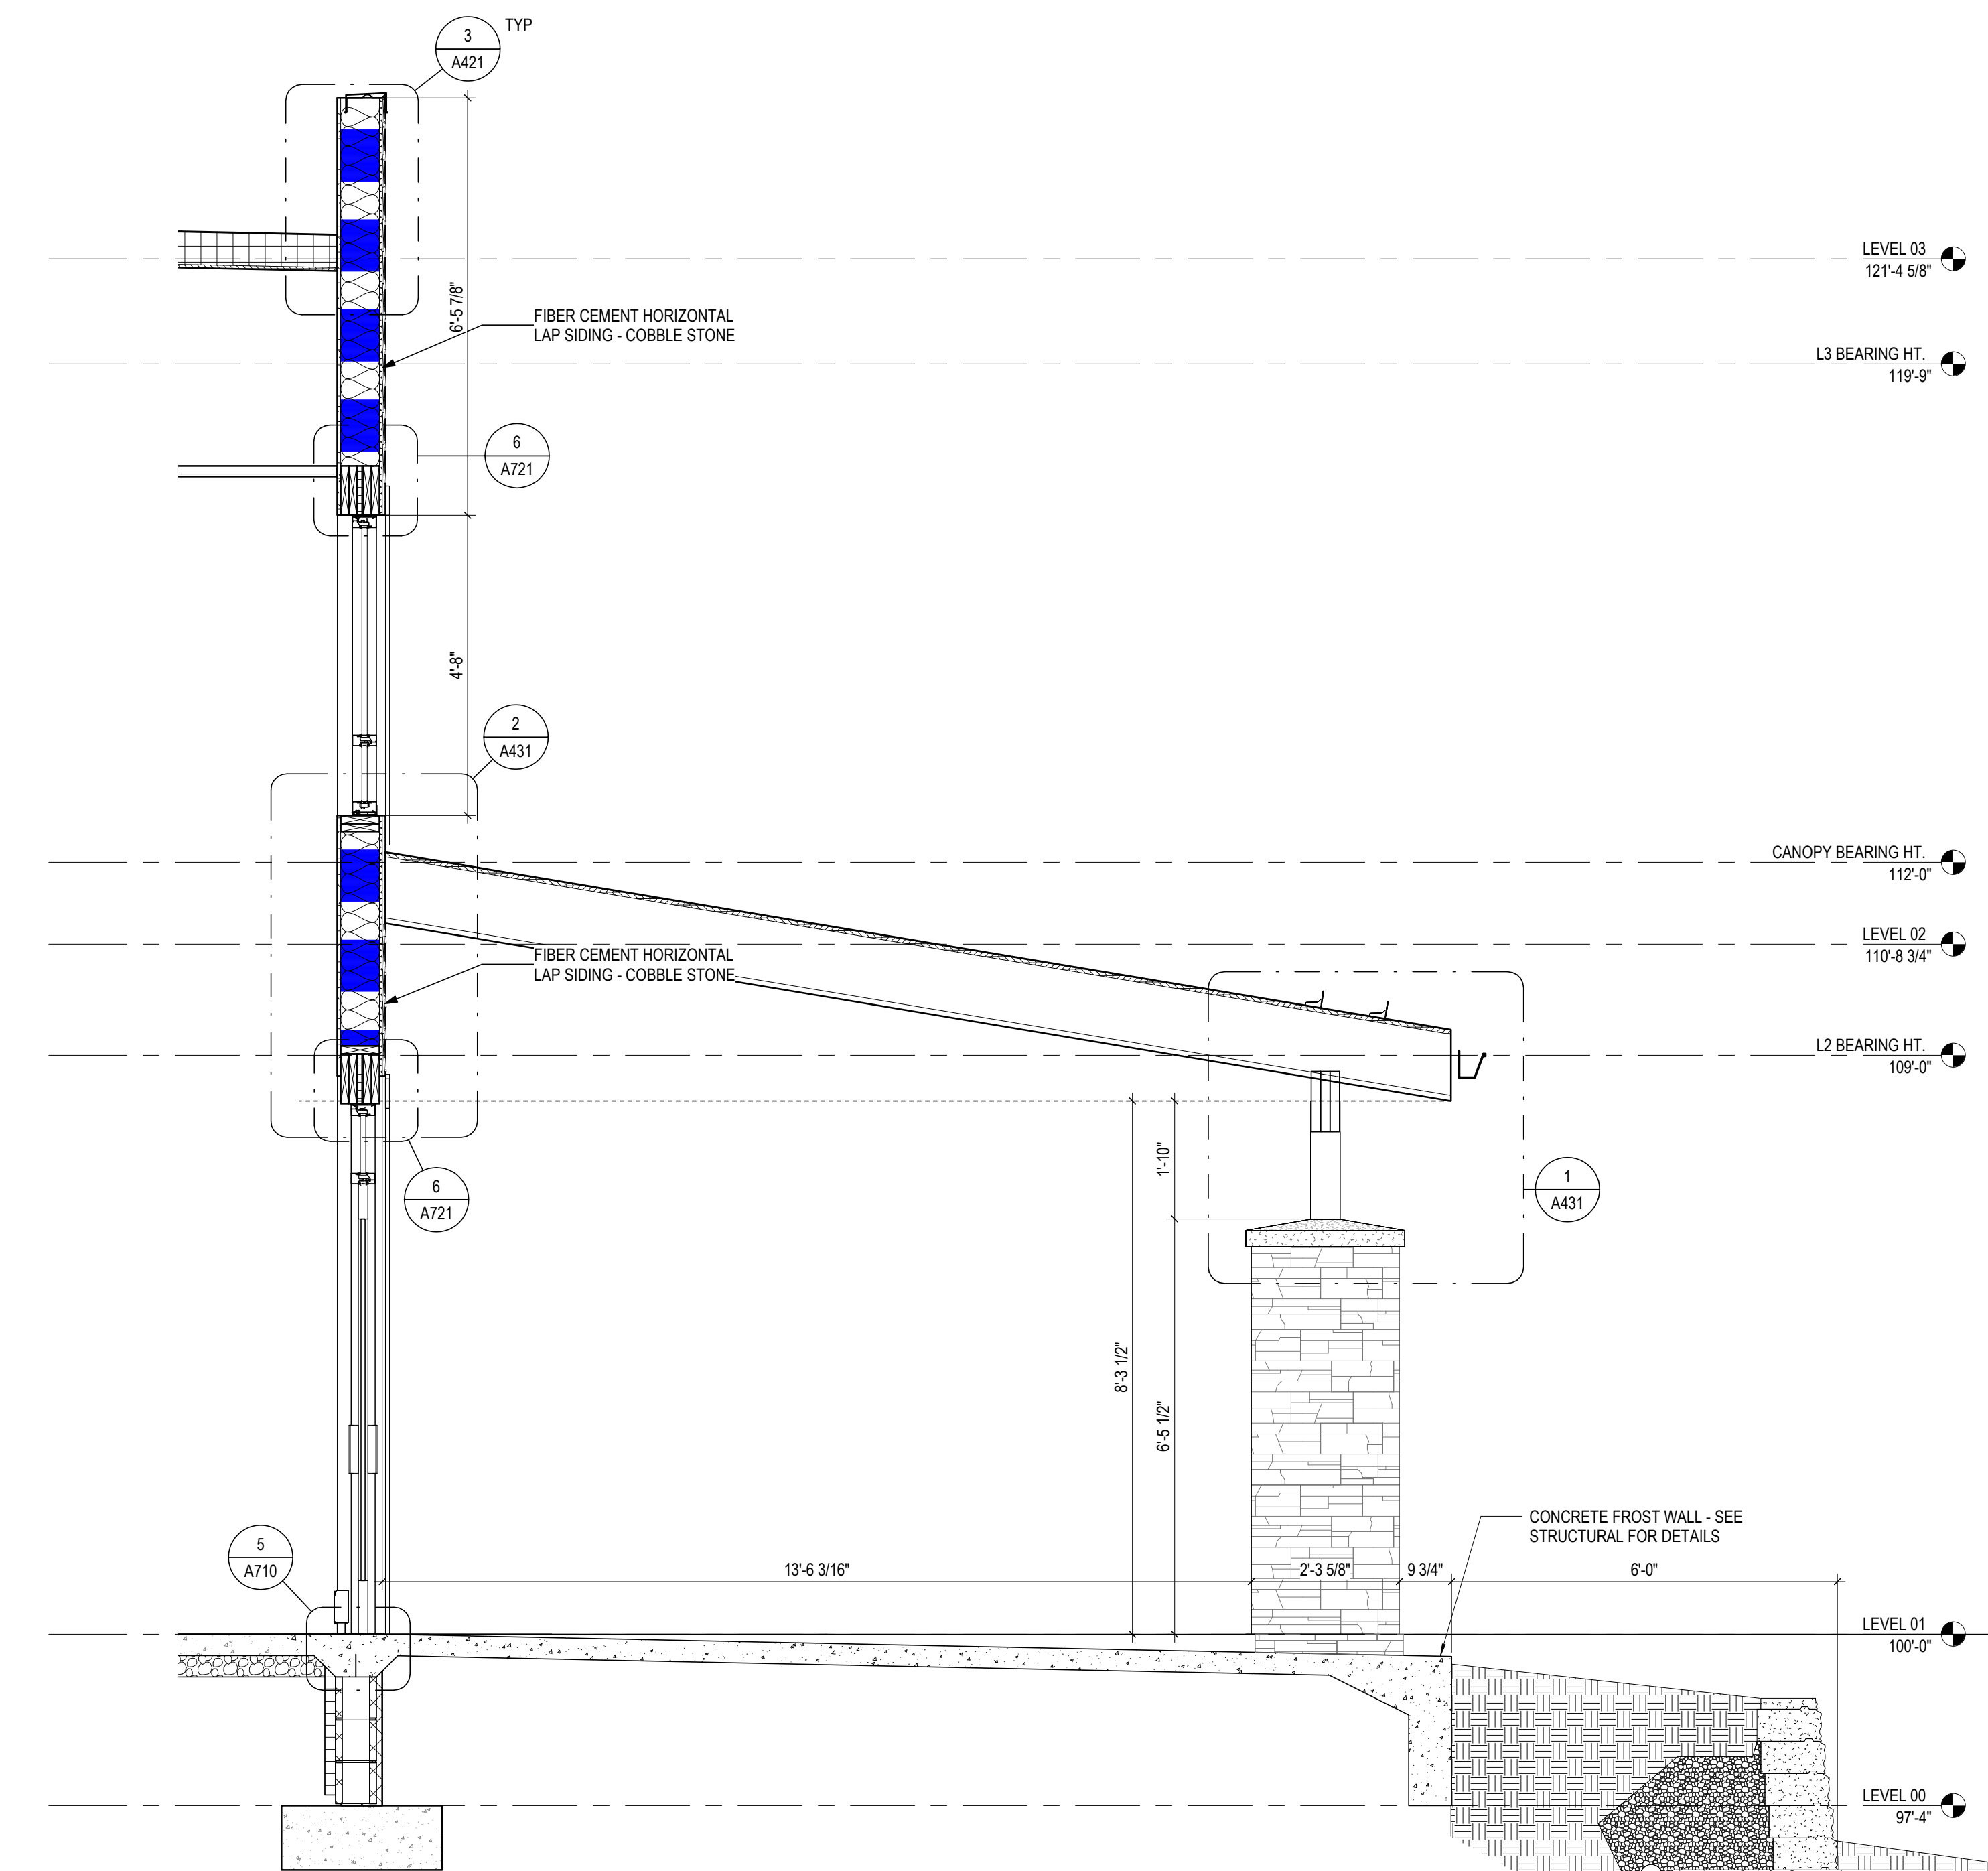 3
A421
TYP
LEVEL 03
121'-4 5/8"
6'-5 7/8"
FIBER CEMENT HORIZONTAL
LAP SIDING - COBBLE STONE
L3 BEARING HT.
119'-9"
6
A721
4'-8"
2
A431
CANOPY BEARING HT.
112'-0"
LEVEL 02
110'-8 3/4"
FIBER CEMENT HORIZONTAL
LAP SIDING - COBBLE STONE
L2 BEARING HT.
109'-0"
1'-10"
6
A721
1
A431
8'-3 1/2"
6'-5 1/2"
CONCRETE FROST WALL - SEE
STRUCTURAL FOR DETAILS
5
A710
13'-6 3/16"
2'-3 5/8"
9 3/4"
6'-0"
LEVEL 01
100'-0"
LEVEL 00
97'-4"